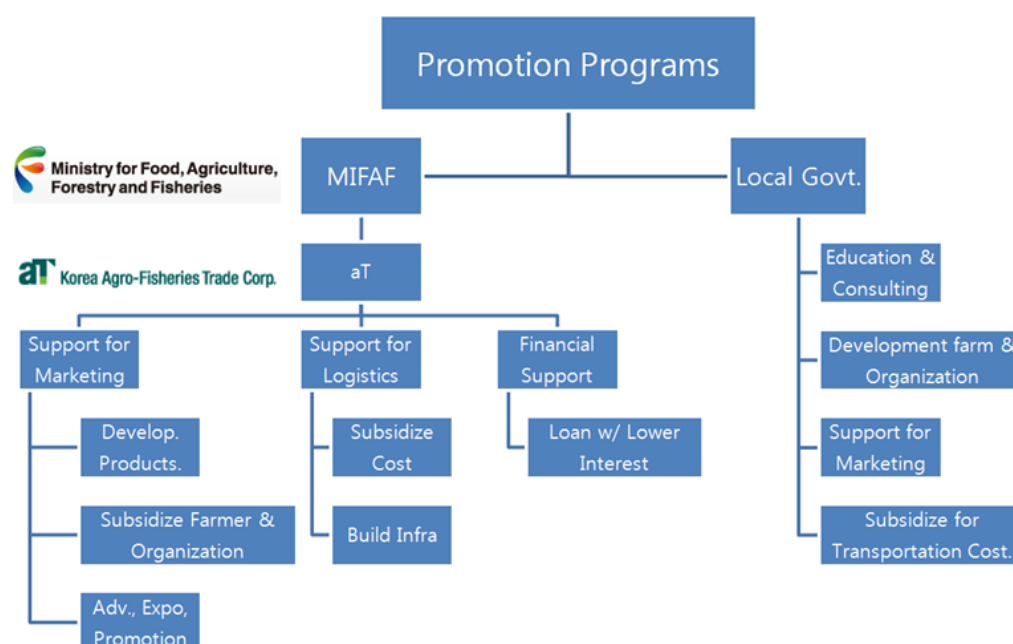 Promotion Programs
Ministry for Food, Agriculture,
Forestry and Fisheries
MIFAF
Local Govt.
aT Korea Agro-Fisheries Trade Corp.
aT
Support for
Marketing
Develop.
Products.
Subsidize Farmer &
Organization
Adv., Expo,
Promotion
Support for
Logistics
Subsidize
Cost
Build Infra
Financial
Support
Loan w/ Lower
Interest
Education &
Consulting
Development farm &
Organization
Support for
Marketing
Subsidize for
Transportation Cost.